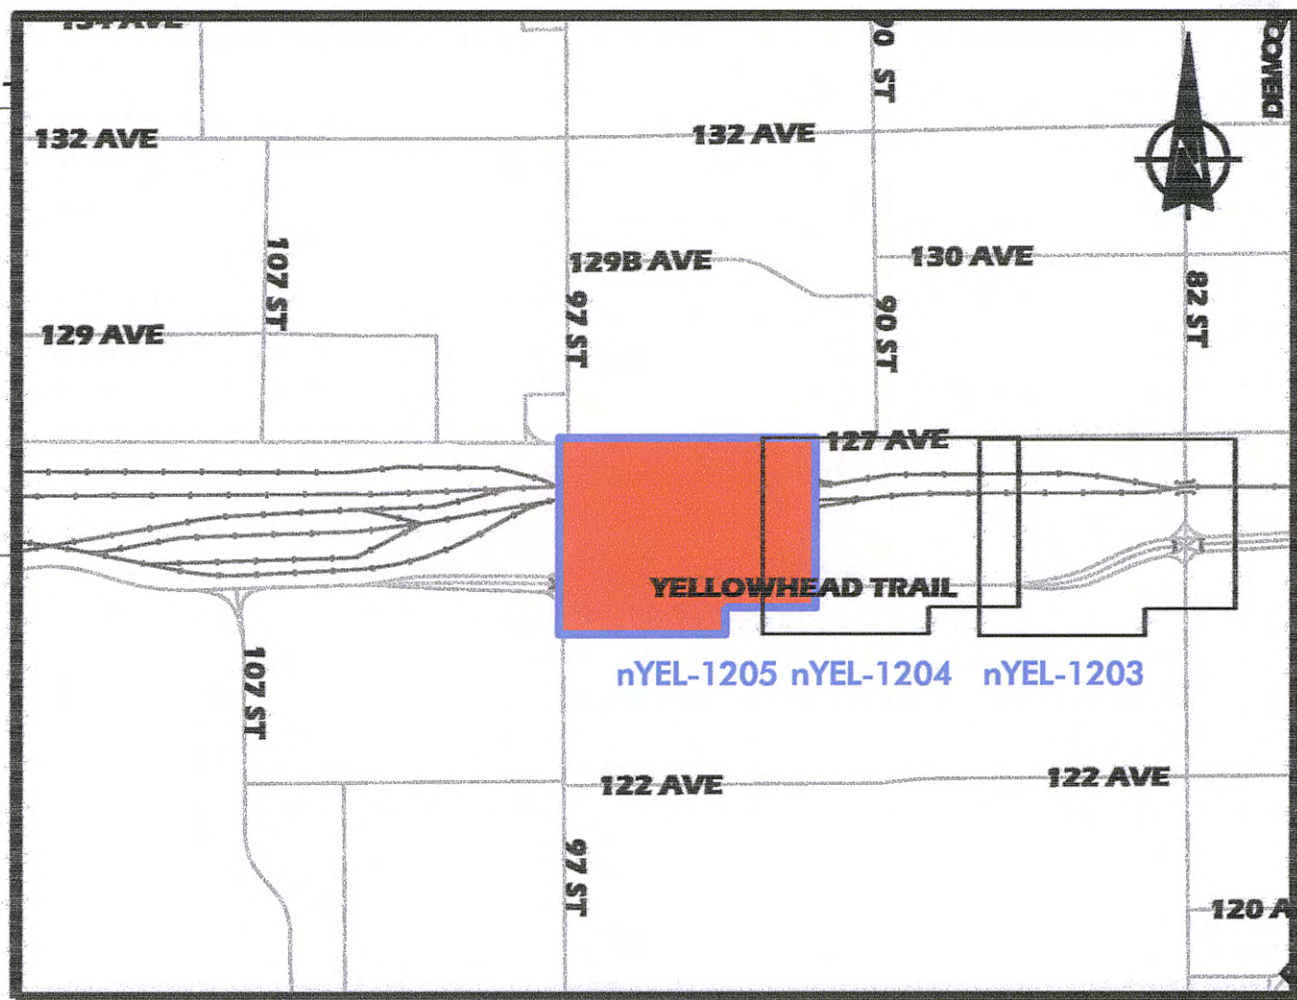 132 AVE
132 AVE
129B AVE
130 AVE
107 ST
97 ST
90 ST
82 ST
129 AVE
127 AVE
YELLOWHEAD TRAIL
nYEL-1205
nYEL-1204
nYEL-1203
107 ST
122 AVE
122 AVE
97 ST